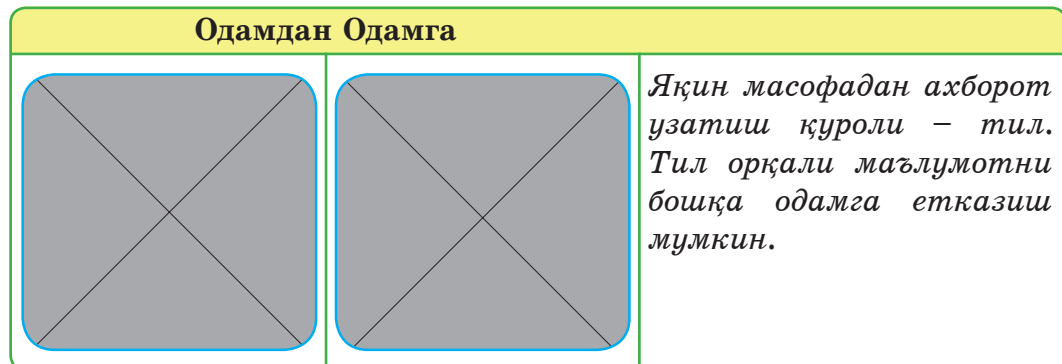 Одамдан Одамга
Яқин масофадан ахборот
узатиш қуроли – тил.
Тил орқали маълумотни
бошқа одамга етказиш
мумкин.